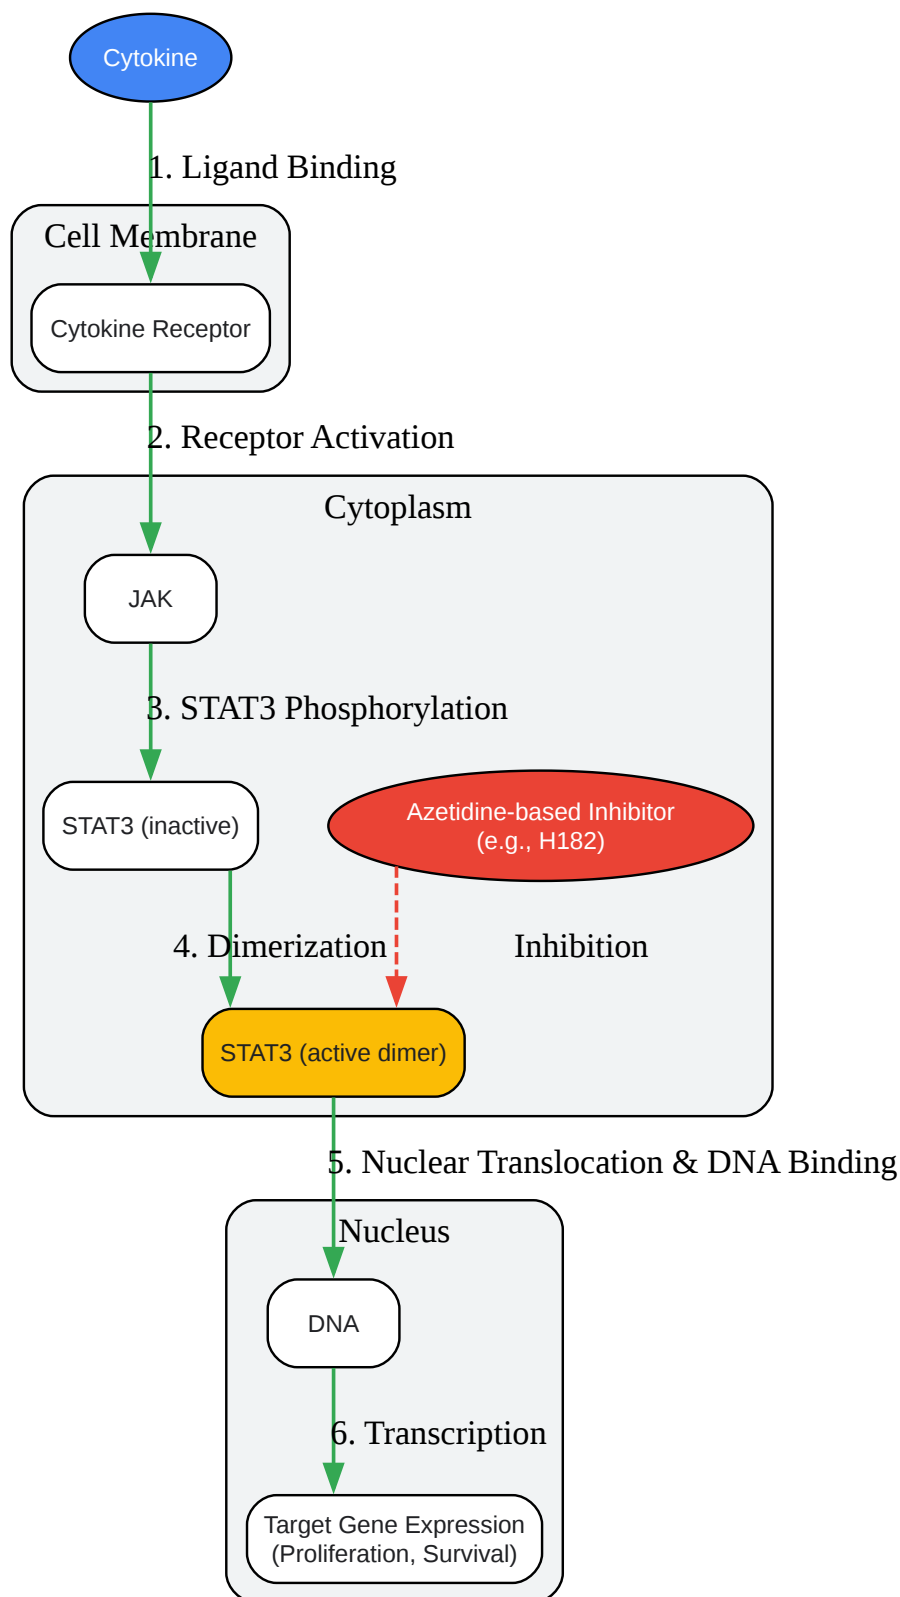 Cytokine
1. Ligand Binding
Cell Membrane
Cytokine Receptor
2. Receptor Activation
Cytoplasm
JAK
3. STAT3 Phosphorylation
STAT3 (inactive)
Azetidine-based Inhibitor
(e.g., H182)
4. Dimerization
Inhibition
STAT3 (active dimer)
5. Nuclear Translocation & DNA Binding
Nucleus
DNA
6. Transcription
Target Gene Expression
(Proliferation, Survival)